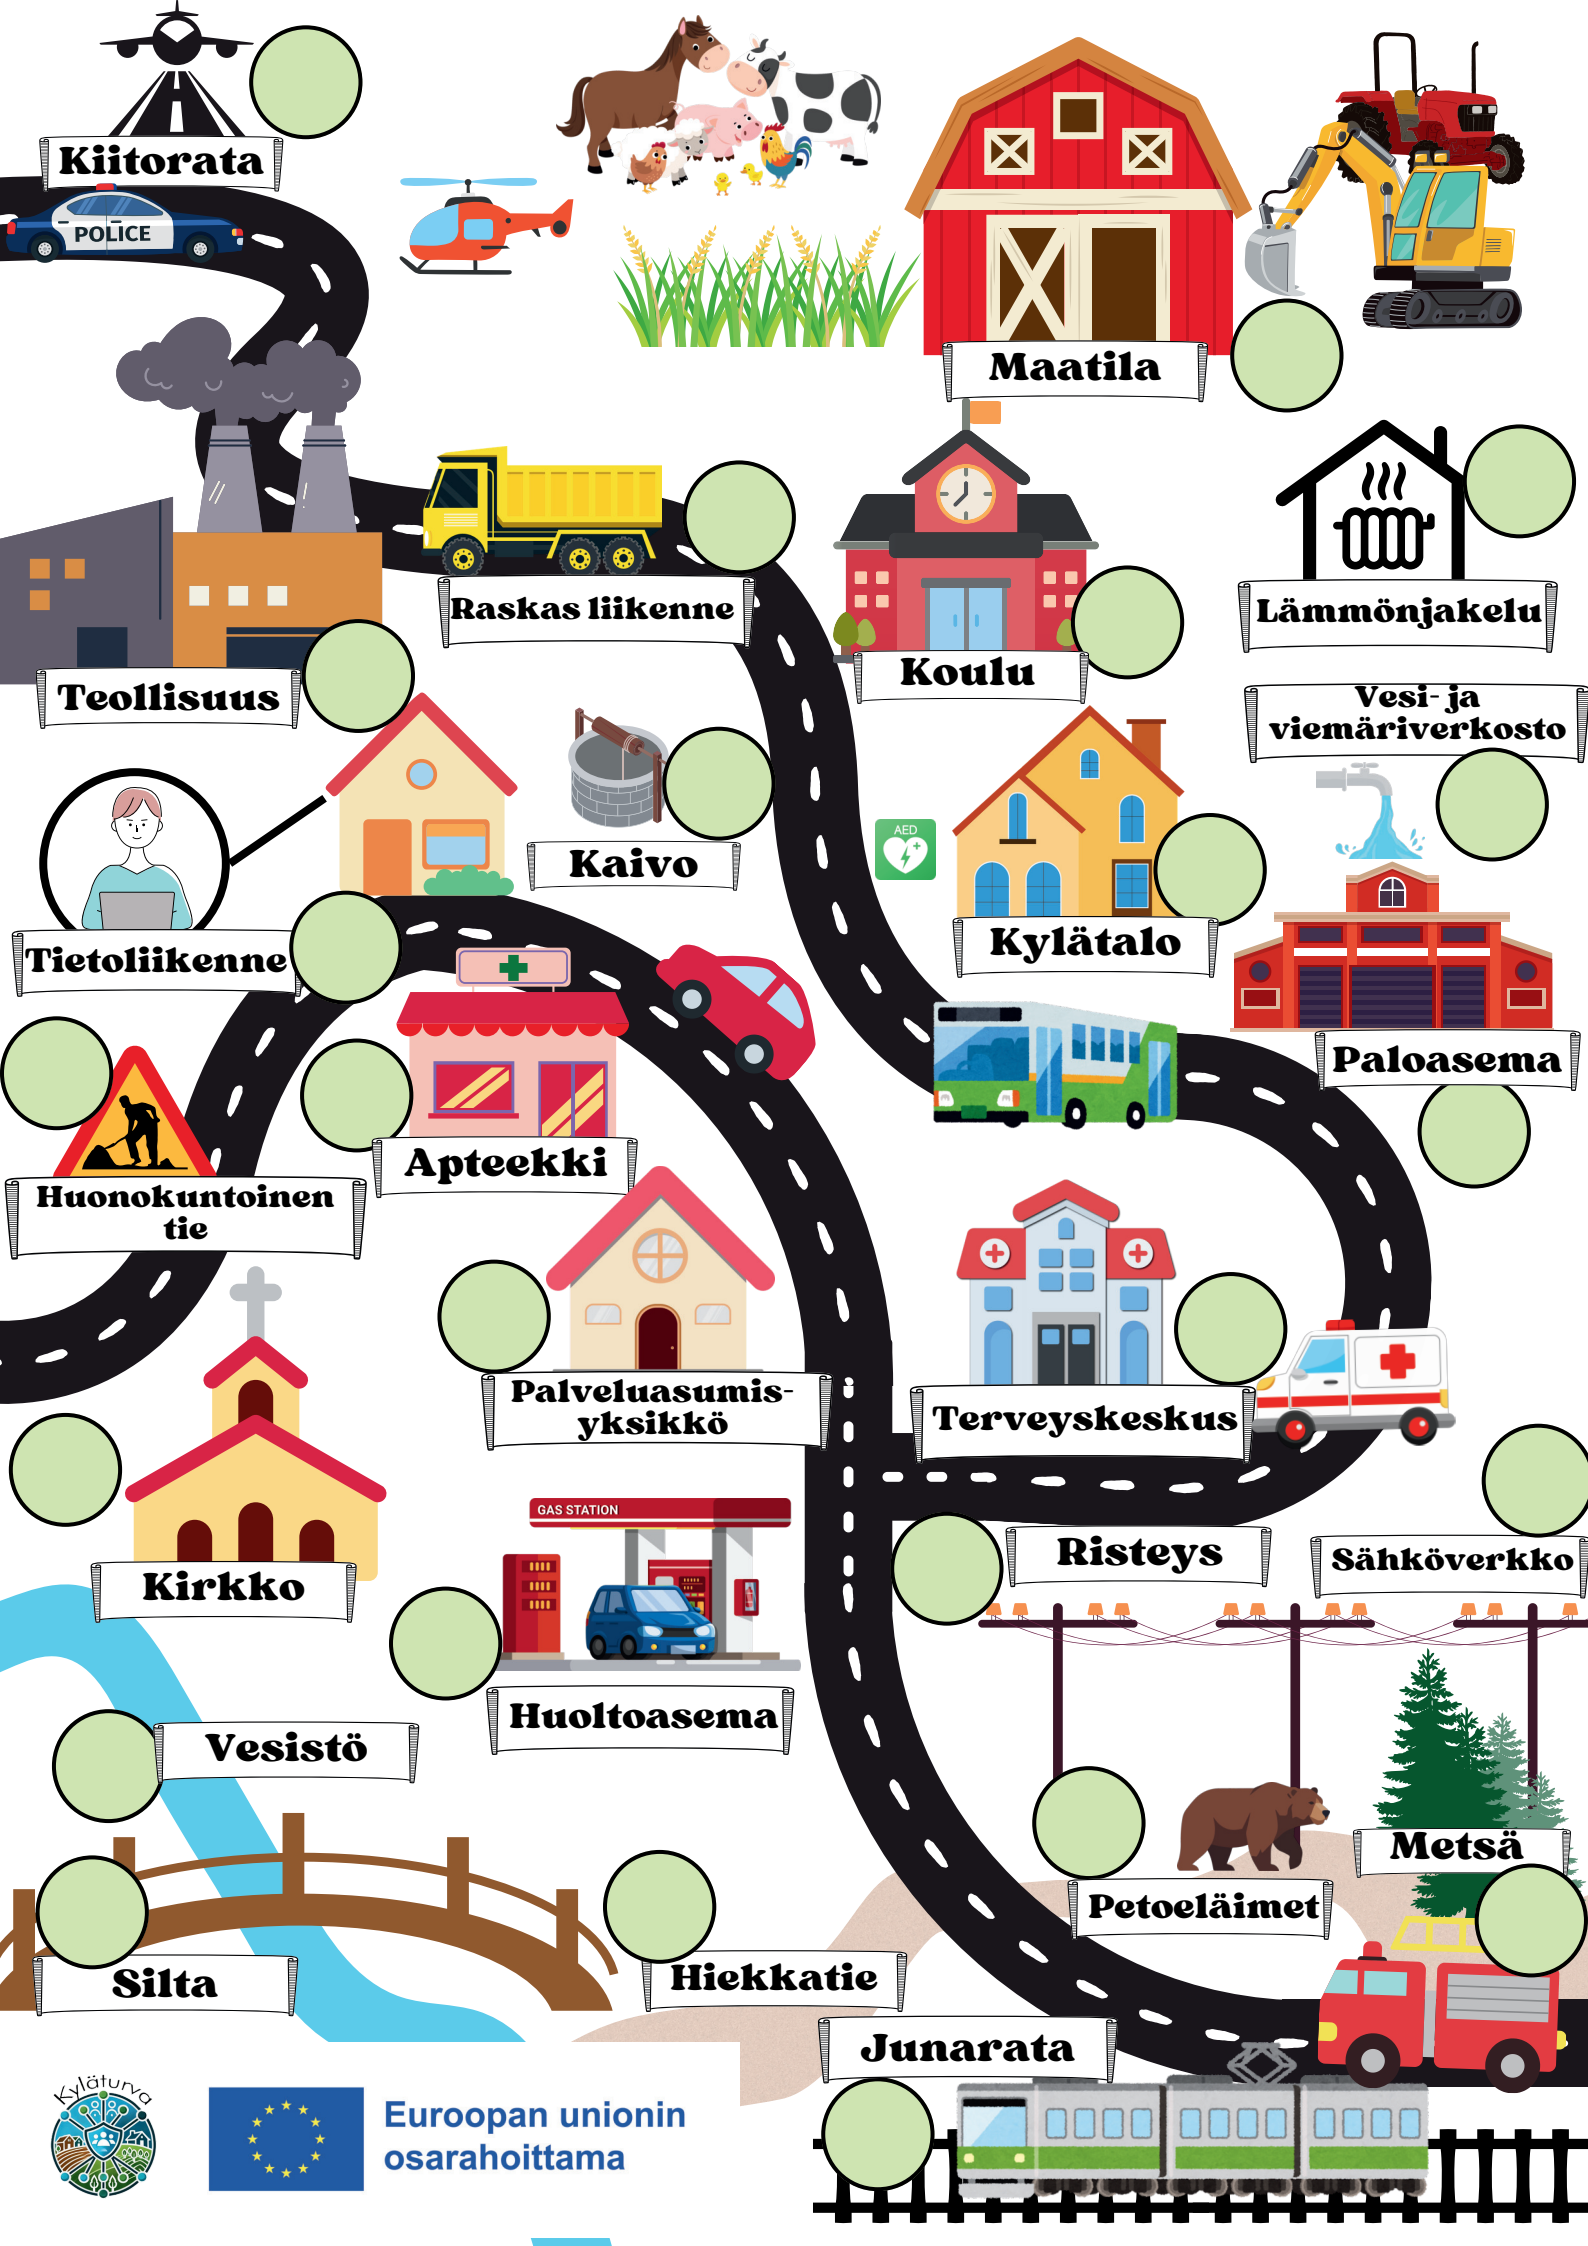 Kiitorata
POLICE
Maatila
Raskas liikenne
Koulu
Lämmönjakelu
Teollisuus
Vesi- ja
viemäriverkosto
AED
Kaivo
Kylätalo
Tietoliikenne
Paloasema
Apteekki
Huonokuntoinen
tie
Palveluasumis-
yksikkö
Terveyskeskus
GAS STATION
Risteys
Sähköverkko
Kirkko
Huoltoasema
Vesistö
Metsä
Petoeläimet
Silta
Hiekkatie
Junarata
Kyläturva
Euroopan unionin
osarahoittama